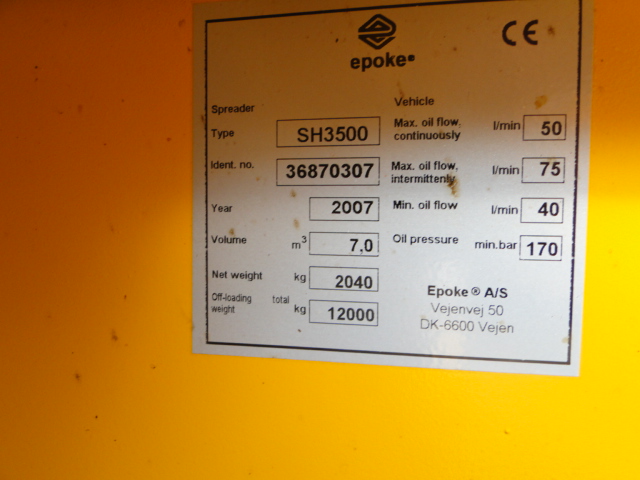 epoke®
CE
Spreader
Type SH3500
Ident. no. 36870307
Year 2007
Volume m³ 7,0
Net weight kg 2040
Off-loading weight total kg 12000
Vehicle
Max. oil flow, continuously l/min 50
Max. oil flow, intermittenly l/min 75
Min. oil flow l/min 40
Oil pressure min.bar 170
Epoke® A/S
Vejenvej 50
DK-6600 Vejen